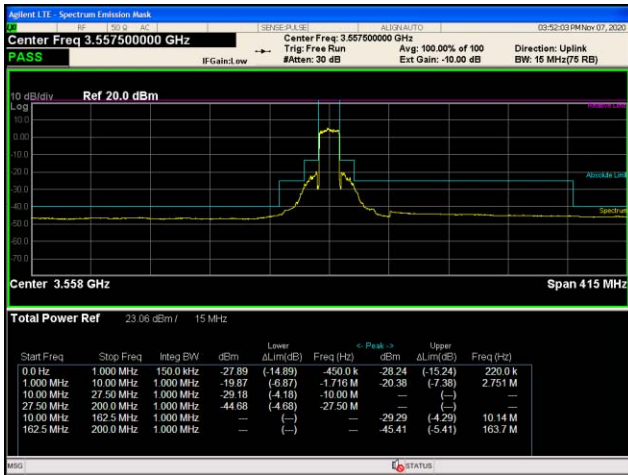 Agilent LTE - Spectrum Emission Mask
RF 50 Ω AC SENSE:PULSE ALIGNAUTO 03:52:03 PM Nov 07, 2020
Center Freq 3.557500000 GHz Center Freq: 3.557500000 GHz
Trig: Free Run Avg: 100.00% of 100 Direction: Uplink
PASS IFGain:Low #Atten: 30 dB Ext Gain: -10.00 dB BW: 15 MHz(75 RB)
10 dB/div Ref 20.0 dBm
Log
Relative Limit
10.0
0.00
-10.0
-20.0
Absolute Limit
-30.0
-40.0
Spectrum
-50.0
-60.0
-70.0
Center 3.558 GHz Span 415 MHz
Total Power Ref 23.06 dBm / 15 MHz
Lower <- Peak -> Upper
Start Freq Stop Freq Integ BW dBm ΔLim(dB) Freq (Hz) dBm ΔLim(dB) Freq (Hz)
0.0 Hz 1.000 MHz 150.0 kHz -27.89 (-14.89) -450.0 k -28.24 (-15.24) 220.0 k
1.000 MHz 10.00 MHz 1.000 MHz -19.87 (-6.87) -1.716 M -20.38 (-7.38) 2.751 M
10.00 MHz 27.50 MHz 1.000 MHz -29.18 (-4.18) -10.00 M --- (---) ---
27.50 MHz 200.0 MHz 1.000 MHz -44.68 (-4.68) -27.50 M --- (---) ---
10.00 MHz 162.5 MHz 1.000 MHz --- (---) --- -29.29 (-4.29) 10.14 M
162.5 MHz 200.0 MHz 1.000 MHz --- (---) --- -45.41 (-5.41) 163.7 M
MSG STATUS